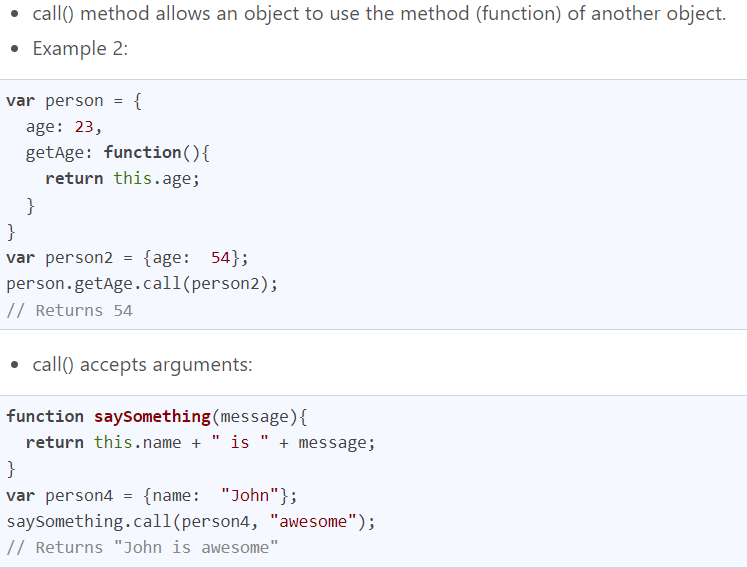 • call() method allows an object to use the method (function) of another object.
• Example 2:
var person = {
  age: 23,
  getAge: function(){
    return this.age;
  }
}
var person2 = {age:  54};
person.getAge.call(person2);
// Returns 54
• call() accepts arguments:
function saySomething(message){
  return this.name + " is " + message;
}
var person4 = {name:  "John"};
saySomething.call(person4, "awesome");
// Returns "John is awesome"